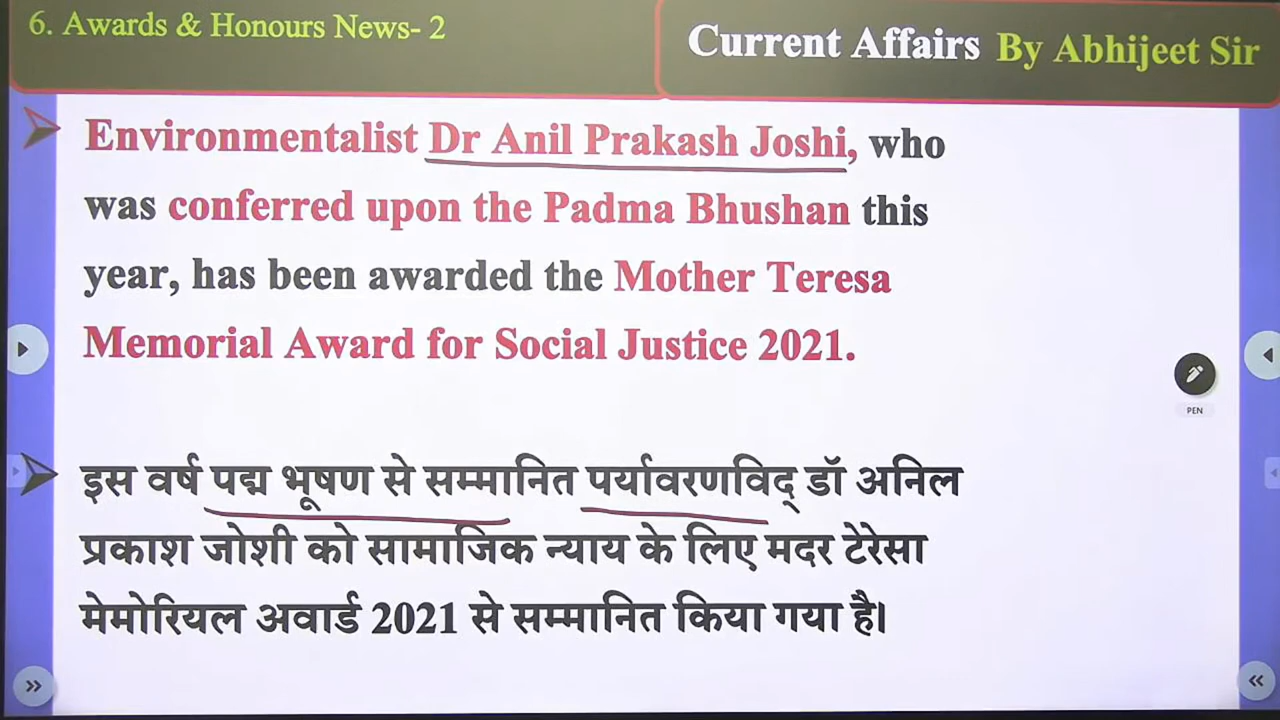 6. Awards & Honours News- 2
Current Affairs By Abhijeet Sir
Environmentalist Dr Anil Prakash Joshi, who
was conferred upon the Padma Bhushan this
year, has been awarded the Mother Teresa
Memorial Award for Social Justice 2021.
PEN
इस वर्ष पद्म भूषण से सम्मानित पर्यावरणविद् डॉ अनिल
प्रकाश जोशी को सामाजिक न्याय के लिए मदर टेरेसा
मेमोरियल अवार्ड 2021 से सम्मानित किया गया है।